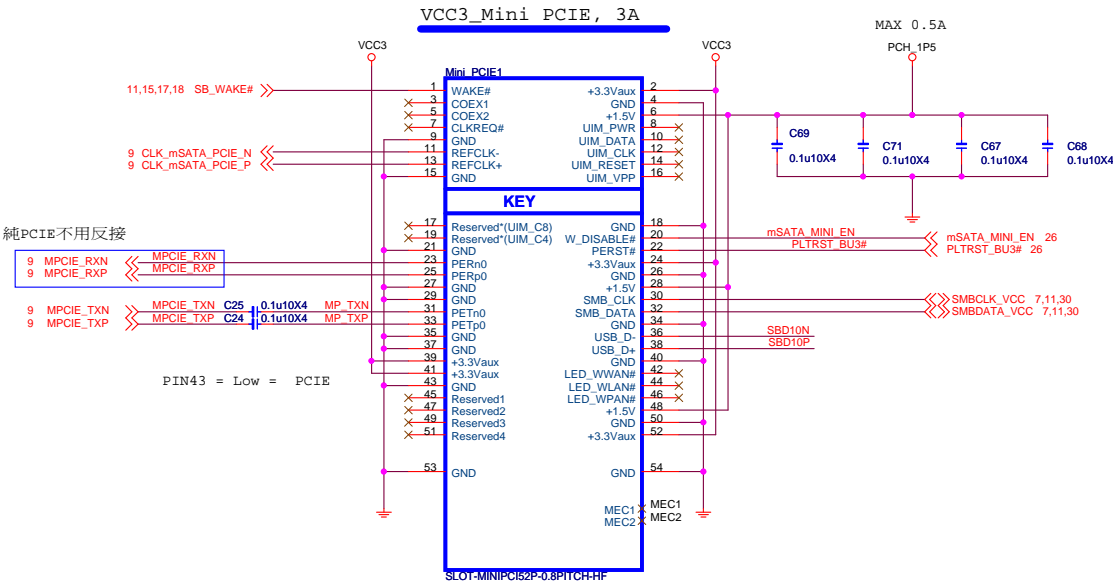 VCC3_Mini PCIE, 3A
MAX 0.5A
VCC3
VCC3
PCH_1P5
Mini_PCIE1
11,15,17,18 SB_WAKE# 1 WAKE# +3.3Vaux 2
3 COEX1 GND 4
5 COEX2 +1.5V 6
7 CLKREQ# UIM_PWR 8
9 GND UIM_DATA 10
9 CLK_mSATA_PCIE_N 11 REFCLK- UIM_CLK 12
9 CLK_mSATA_PCIE_P 13 REFCLK+ UIM_RESET 14
15 GND UIM_VPP 16
C69 0.1u10X4
C71 0.1u10X4
C67 0.1u10X4
C68 0.1u10X4
KEY
純PCIE不用反接
17 Reserved*(UIM_C8) GND 18
19 Reserved*(UIM_C4) W_DISABLE# 20 mSATA_MINI_EN mSATA_MINI_EN 26
21 GND PERST# 22 PLTRST_BU3# PLTRST_BU3# 26
9 MPCIE_RXN MPCIE_RXN 23 PERn0 +3.3Vaux 24
9 MPCIE_RXP MPCIE_RXP 25 PERp0 GND 26
27 GND +1.5V 28
29 GND SMB_CLK 30 SMBCLK_VCC 7,11,30
9 MPCIE_TXN MPCIE_TXN C25 0.1u10X4 MP_TXN 31 PETn0 SMB_DATA 32 SMBDATA_VCC 7,11,30
9 MPCIE_TXP MPCIE_TXP C24 0.1u10X4 MP_TXP 33 PETp0 GND 34
35 GND USB_D- 36 SBD10N
37 GND USB_D+ 38 SBD10P
39 +3.3Vaux GND 40
41 +3.3Vaux LED_WWAN# 42
PIN43 = Low = PCIE
43 GND LED_WLAN# 44
45 Reserved1 LED_WPAN# 46
47 Reserved2 +1.5V 48
49 Reserved3 GND 50
51 Reserved4 +3.3Vaux 52
53 GND GND 54
MEC1 MEC1
MEC2 MEC2
SLOT-MINIPCI52P-0.8PITCH-HF